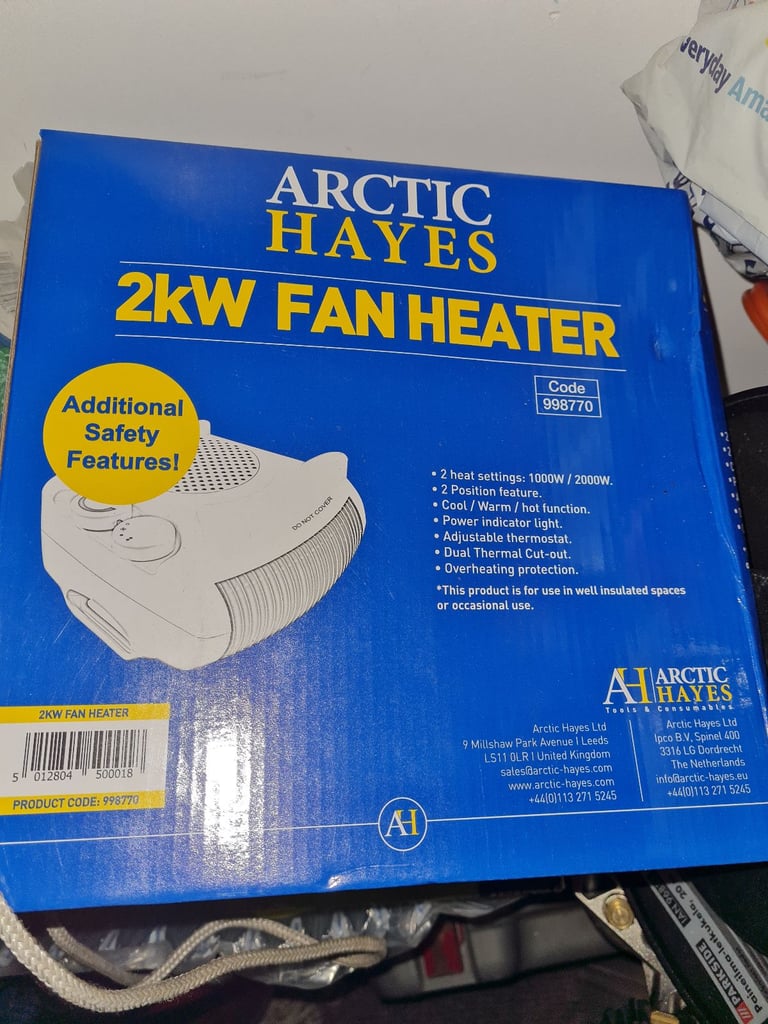 veryday Ama
ARCTIC
HAYES
2kW FAN HEATER
Code
998770
Additional
Safety
Features!
DO NOT COVER
• 2 heat settings: 1000W / 2000W.
• 2 Position feature.
• Cool / Warm / hot function.
• Power indicator light.
• Adjustable thermostat.
• Dual Thermal Cut-out.
• Overheating protection.
*This product is for use in well insulated spaces
or occasional use.
AH ARCTIC
HAYES
Tools & Consumables
Arctic Hayes Ltd
9 Millshaw Park Avenue | Leeds
LS11 0LR | United Kingdom
sales@arctic-hayes.com
www.arctic-hayes.com
+44(0)113 271 5245
Arctic Hayes Ltd
Ipco B.V, Spinel 400
3316 LG Dordrecht
The Netherlands
info@arctic-hayes.eu
+44(0)113 271 5245
2KW FAN HEATER
5 012804 500018
PRODUCT CODE: 998770
AH
PARKSIDE